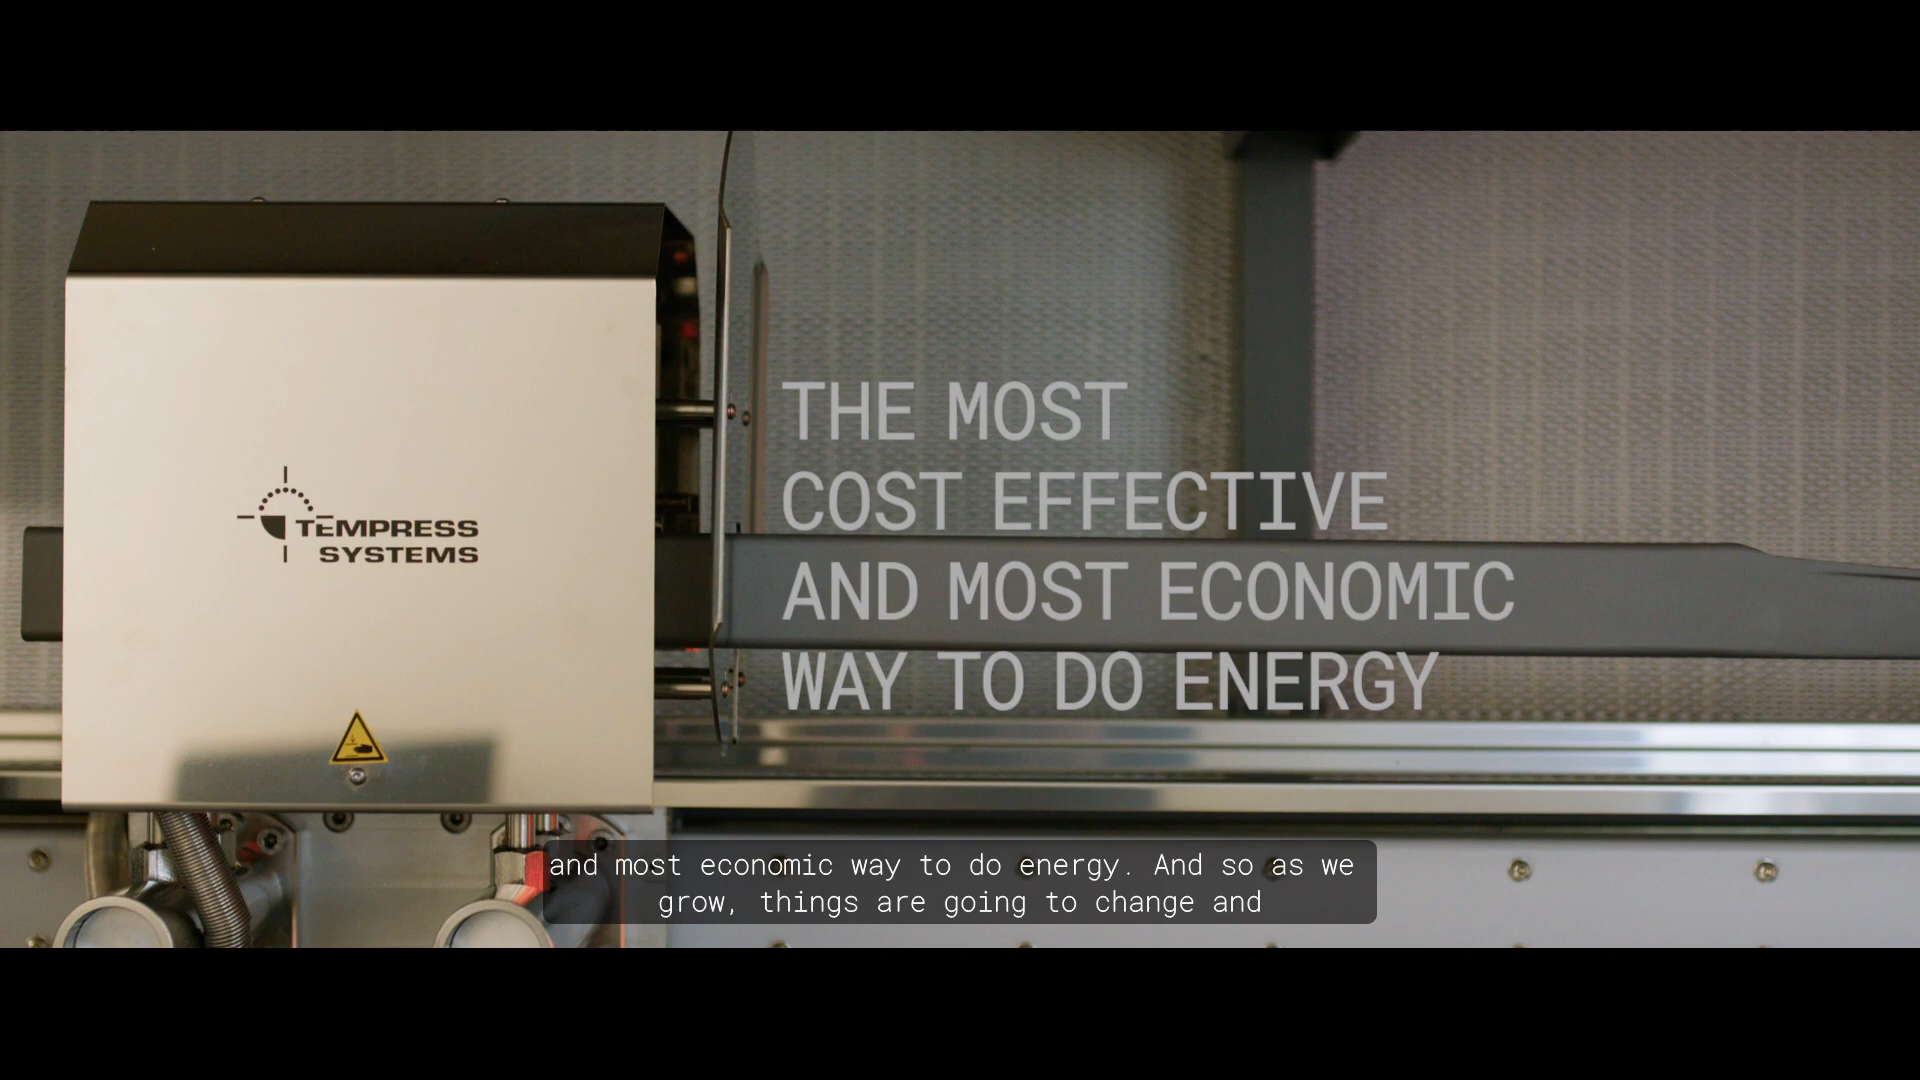 TEMPRESS
SYSTEMS
THE MOST
COST EFFECTIVE
AND MOST ECONOMIC
WAY TO DO ENERGY
and most economic way to do energy. And so as we
grow, things are going to change and